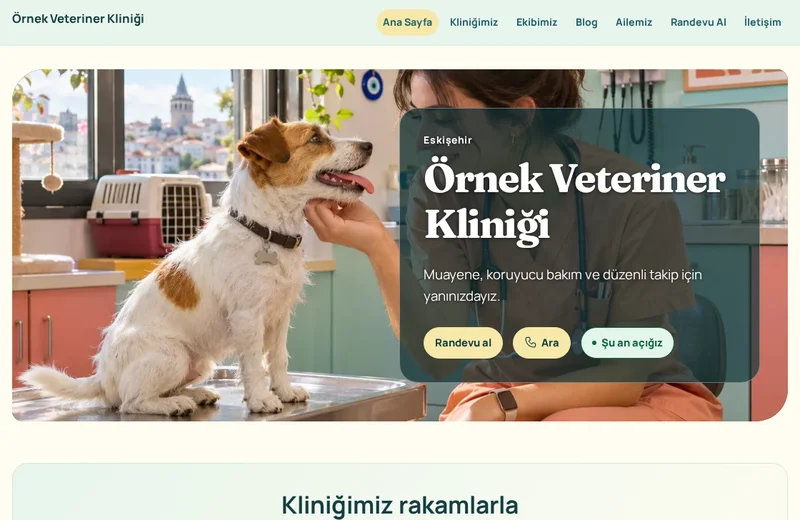 Örnek Veteriner Kliniği
Ana Sayfa
Kliniğimiz
Ekibimiz
Blog
Ailemiz
Randevu Al
İletişim
Eskişehir
Örnek Veteriner
Kliniği
Muayene, koruyucu bakım ve düzenli takip için
yanınızdayız.
Randevu al
Ara
Şu an açığız
Kliniğimiz rakamlarla